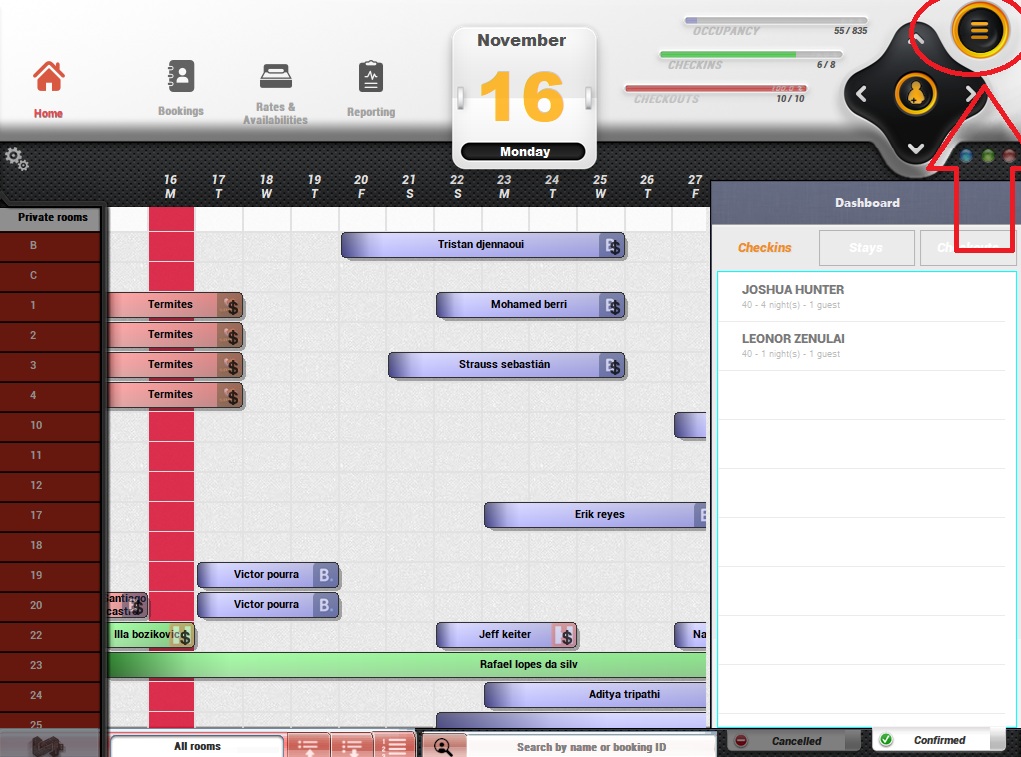 November
16
Monday
OCCUPANCY
55 / 835
CHECKINS
6 / 8
CHECKOUTS
10 / 10
Home
Bookings
Rates &
Availabilities
Reporting
16 17 18 19 20 21 22 23 24 25 26 27
M T W T F S S M T W T F
Dashboard
Private rooms
Checkins Stays
B
Tristan djennaoui
C
JOSHUA HUNTER
40 - 4 night(s) - 1 guest
1
Termites
Mohamed berri
2
Termites
LEONOR ZENULAI
40 - 1 night(s) - 1 guest
3
Termites
Strauss sebastián
4
Termites
10
11
12
17
Erik reyes
18
19
Victor pourra B.
20
Victor pourra B.
22
Illa bozikovic
Jeff keiter
Na
23
Rafael lopes da silv
24
Aditya tripathi
25
All rooms
Search by name or booking ID
Cancelled
Confirmed